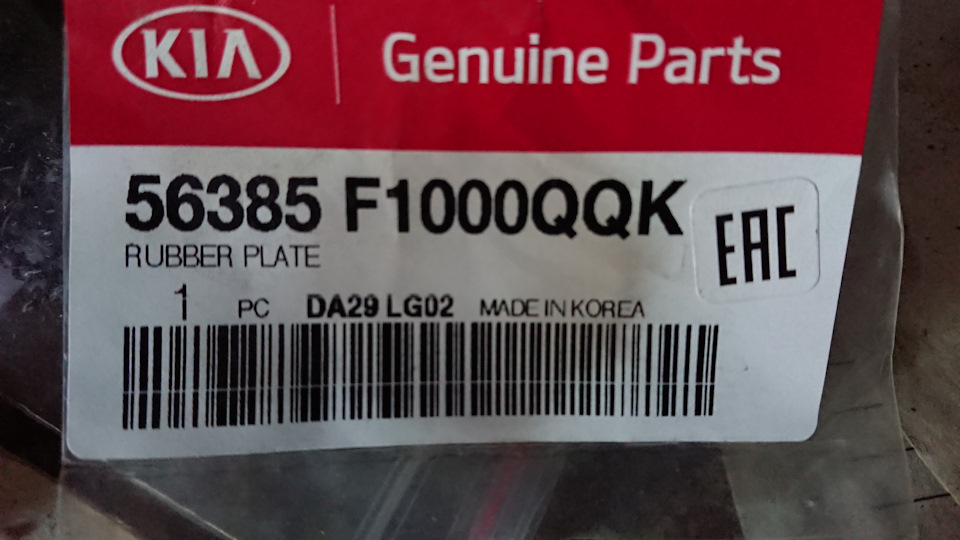 KIA Genuine Parts
56385 F1000QQK
EAC
RUBBER PLATE
1 PC DA29 LG02 MADE IN KOREA